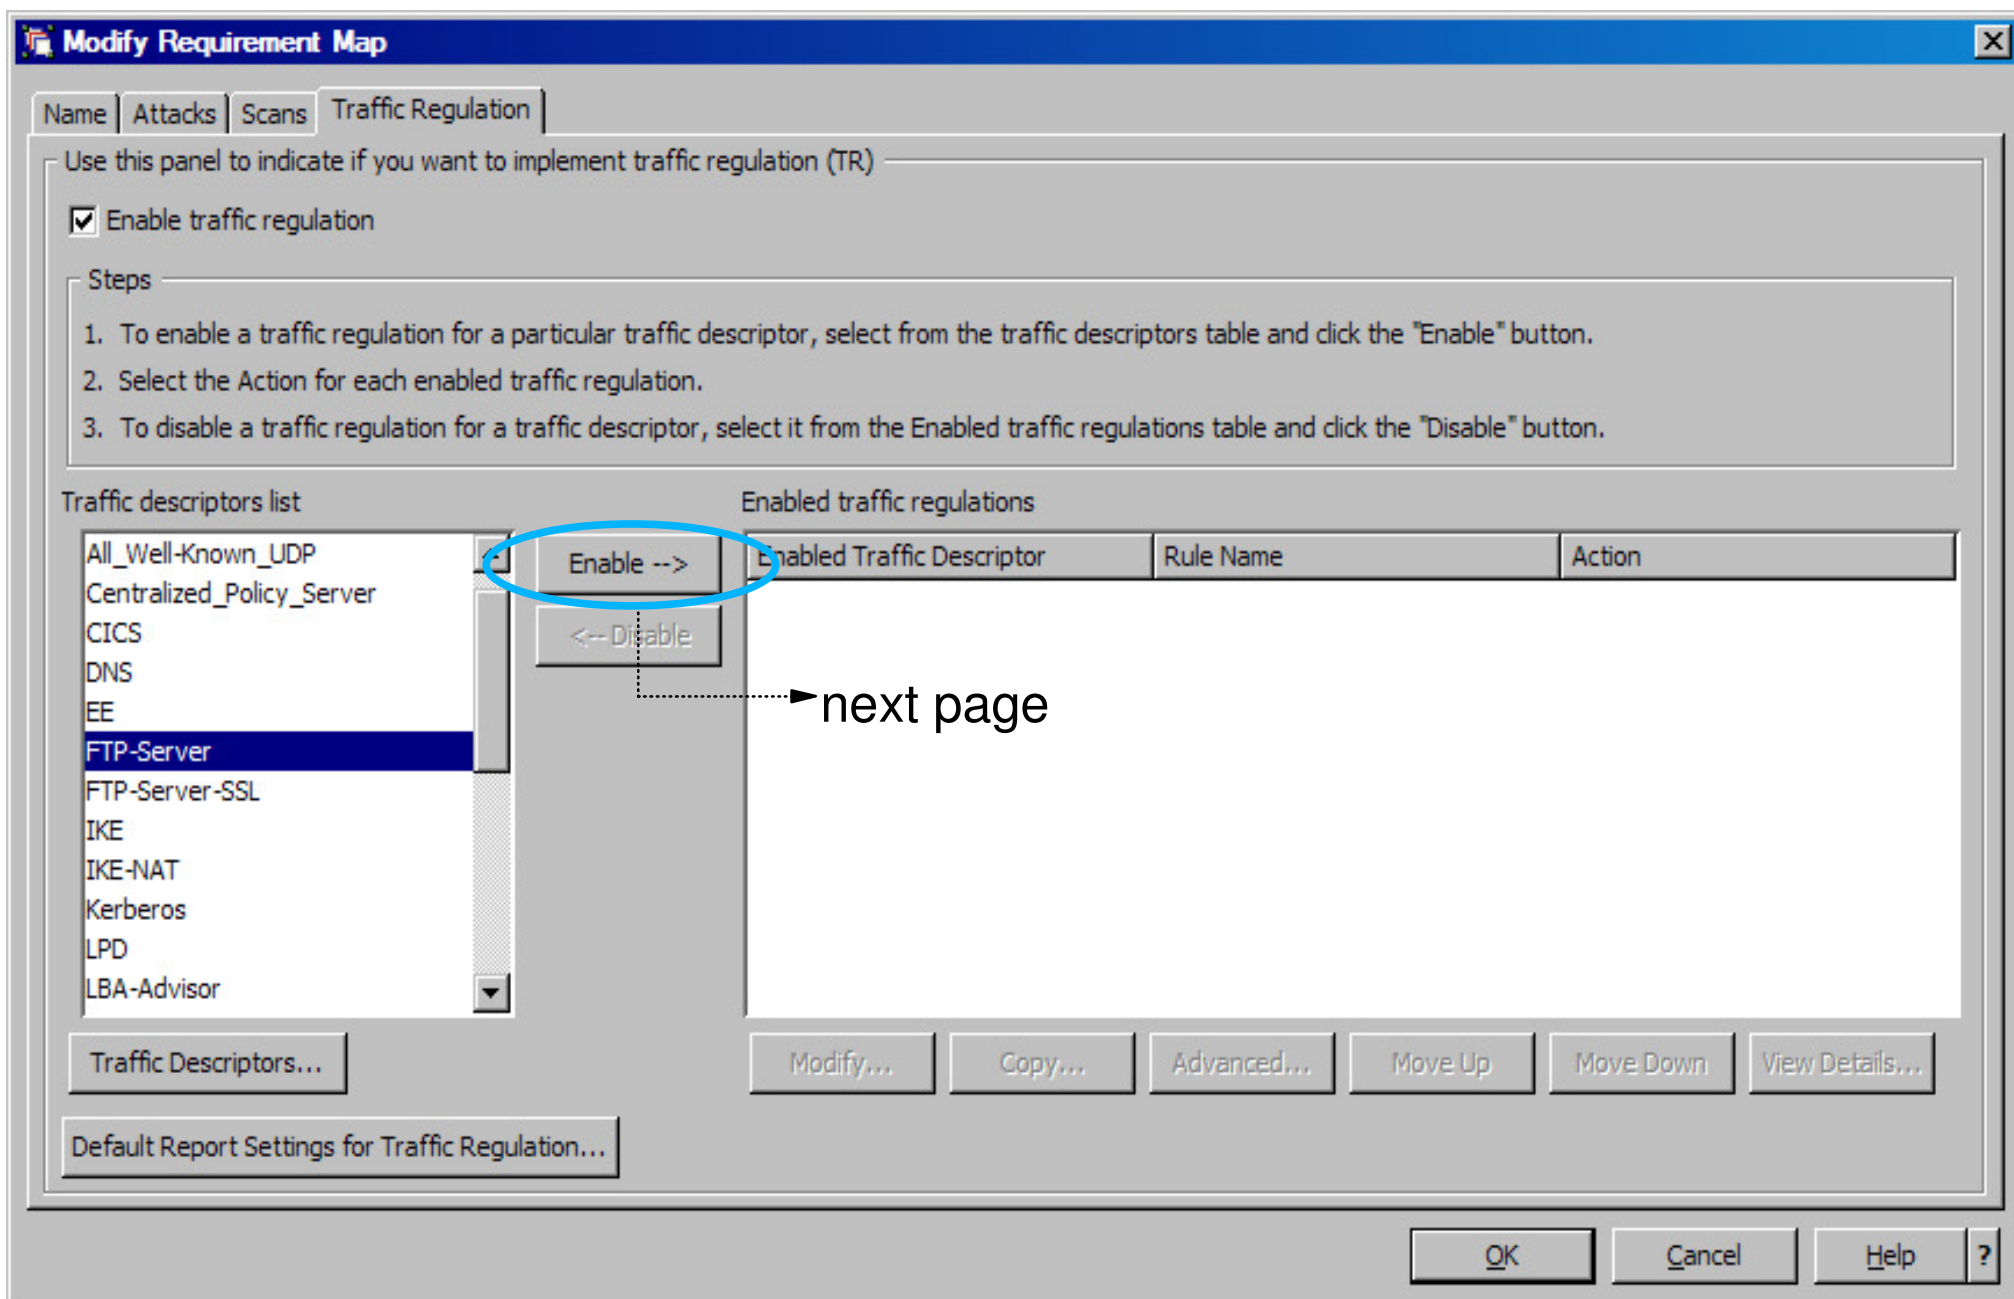 Modify Requirement Map
Name Attacks Scans Traffic Regulation
Use this panel to indicate if you want to implement traffic regulation (TR)
Enable traffic regulation
Steps
1. To enable a traffic regulation for a particular traffic descriptor, select from the traffic descriptors table and click the "Enable" button.
2. Select the Action for each enabled traffic regulation.
3. To disable a traffic regulation for a traffic descriptor, select it from the Enabled traffic regulations table and click the "Disable" button.
Traffic descriptors list
All_Well-Known_UDP
Centralized_Policy_Server
CICS
DNS
EE
FTP-Server
FTP-Server-SSL
IKE
IKE-NAT
Kerberos
LPD
LBA-Advisor
Enable -->
<-- Disable
next page
Enabled traffic regulations
Enabled Traffic Descriptor Rule Name Action
Traffic Descriptors...
Modify... Copy... Advanced... Move Up Move Down View Details...
Default Report Settings for Traffic Regulation...
OK Cancel Help ?